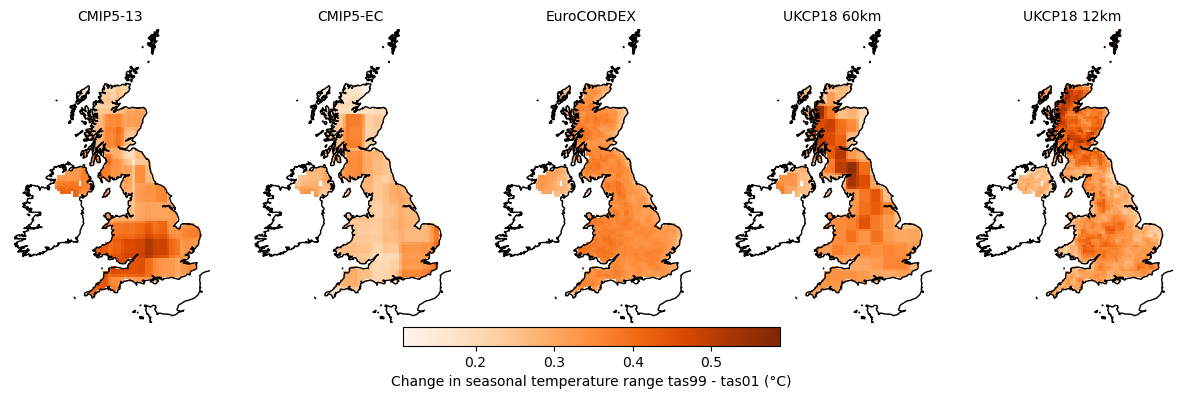 CMIP5-13
CMIP5-EC
EuroCORDEX
UKCP18 60km
UKCP18 12km
0.2
0.3
0.4
0.5
Change in seasonal temperature range tas99 - tas01 (°C)